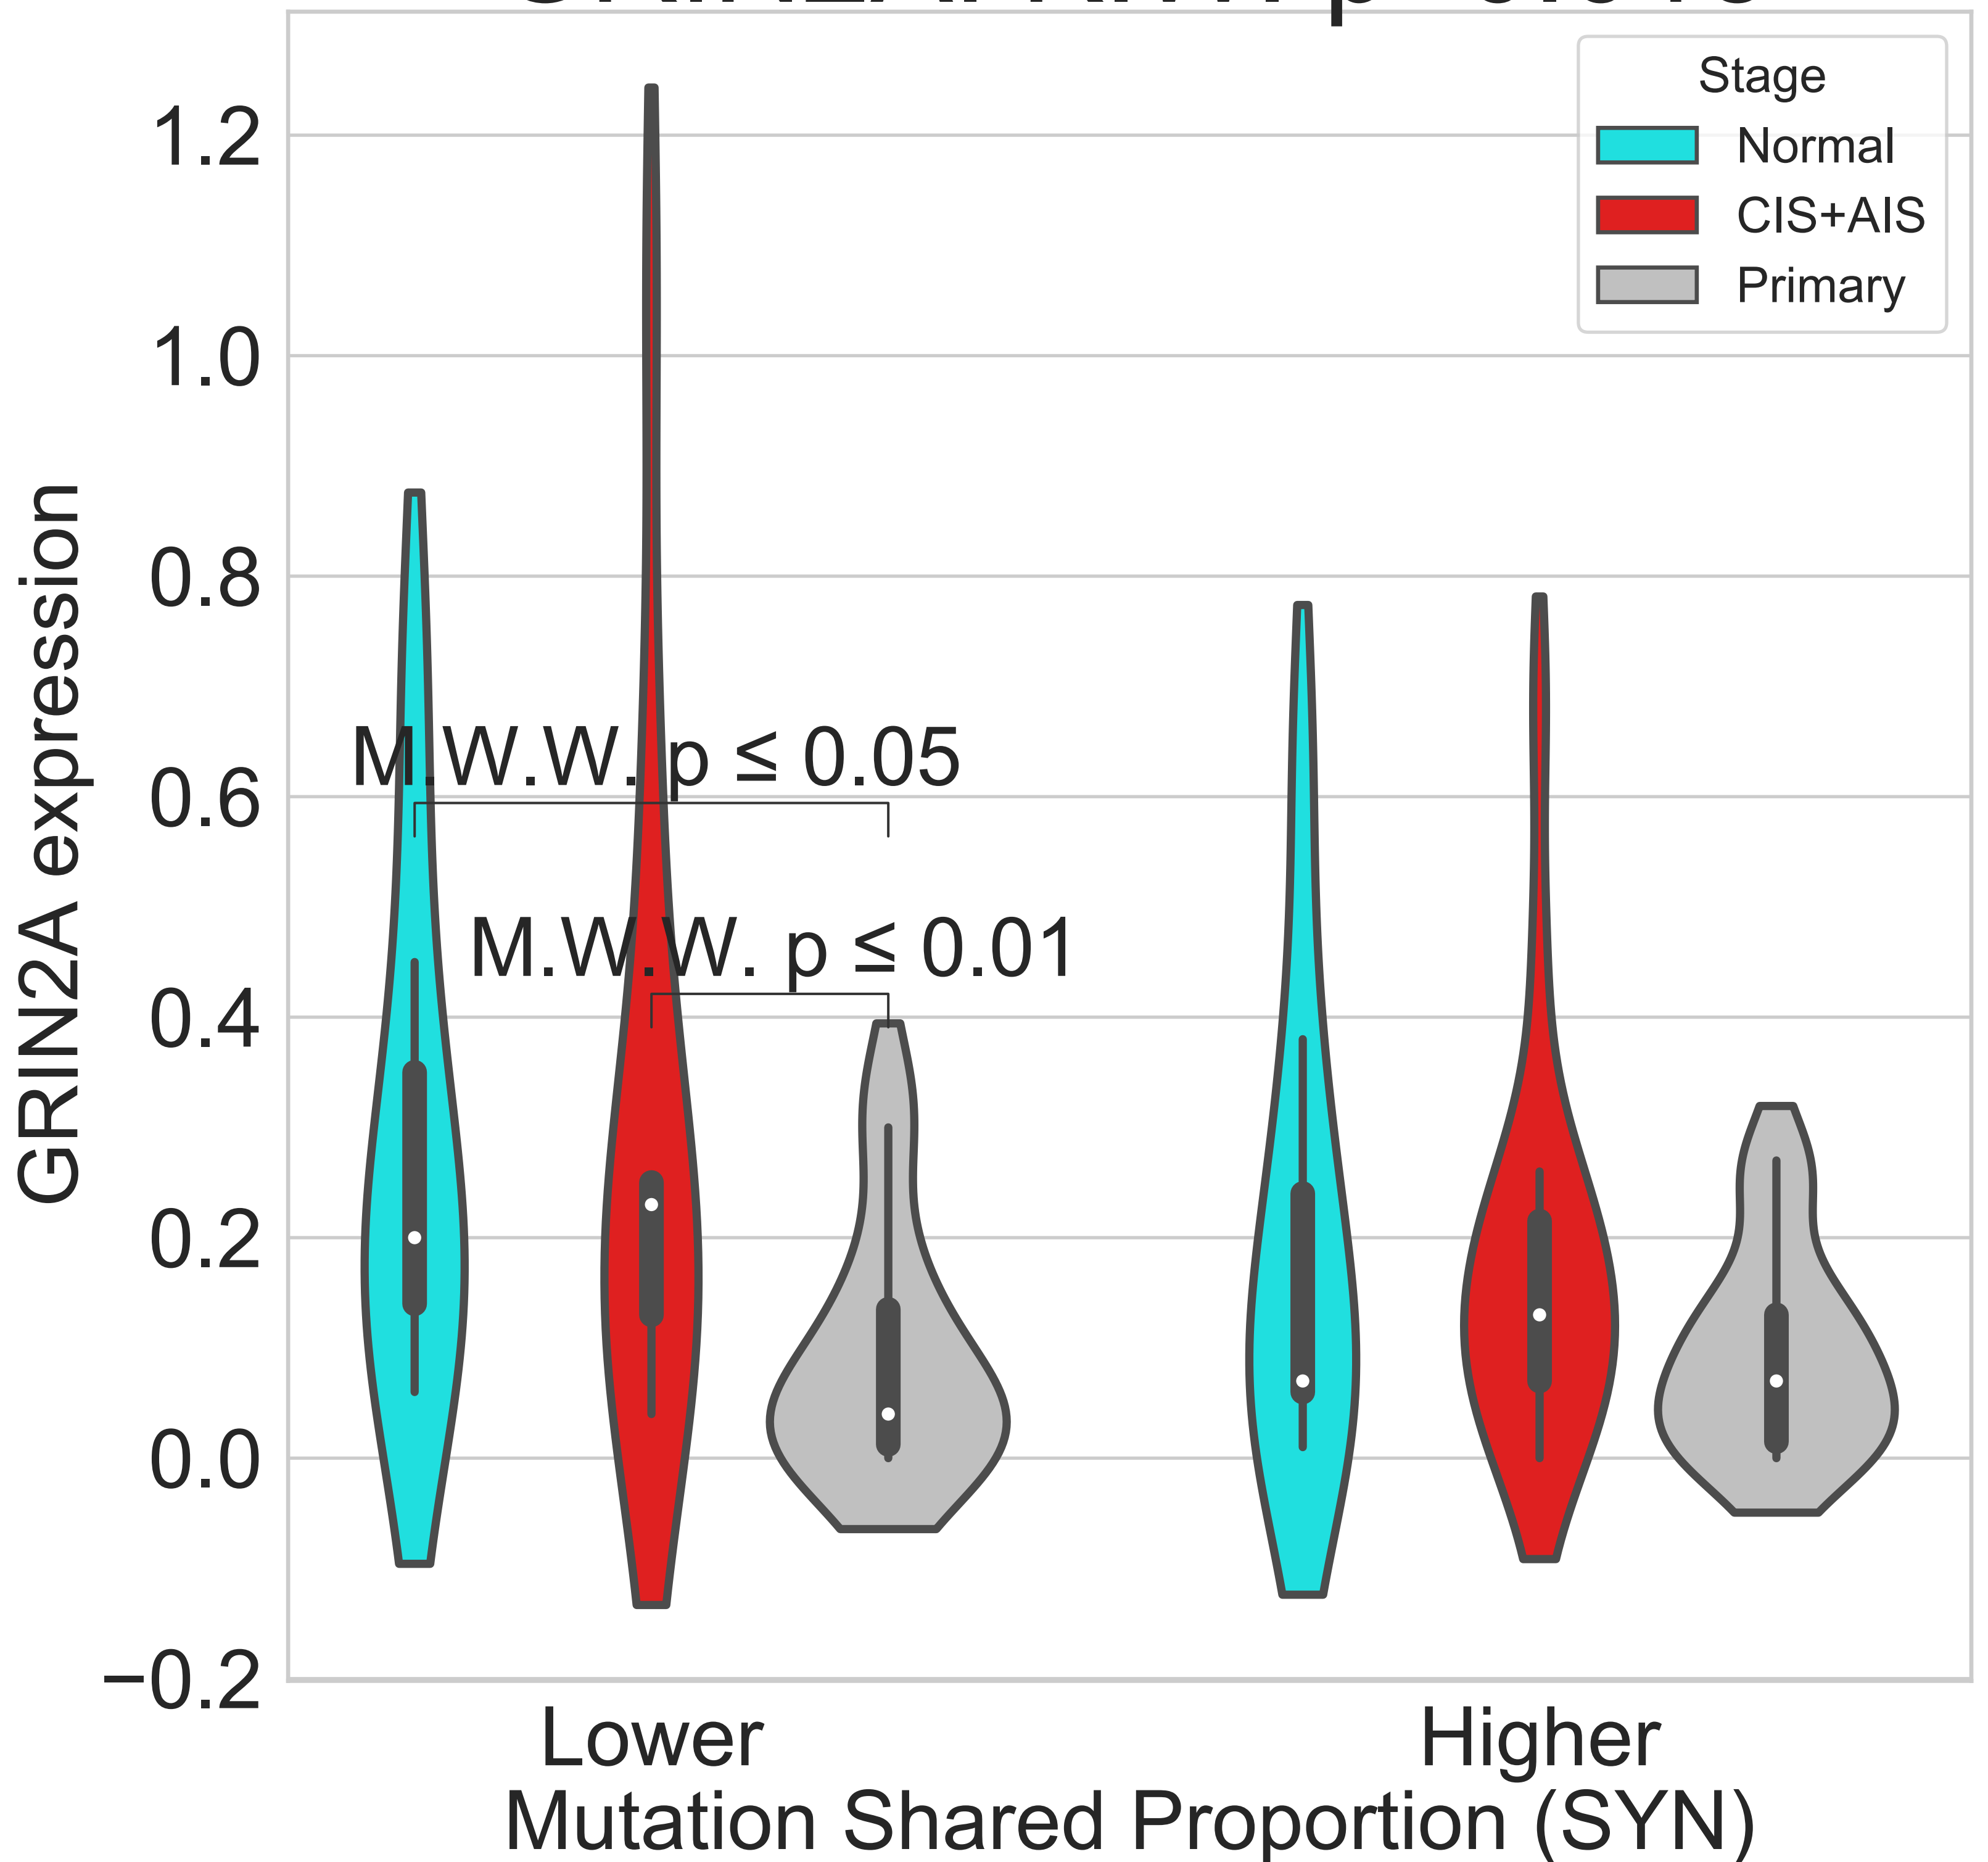 Stage
Normal
CIS+AIS
Primary
1.2
1.0
0.8
0.6
0.4
0.2
0.0
−0.2
GRIN2A expression
M.W.W. p ≤ 0.05
M.W.W. p ≤ 0.01
Lower
Higher
Mutation Shared Proportion (SYN)